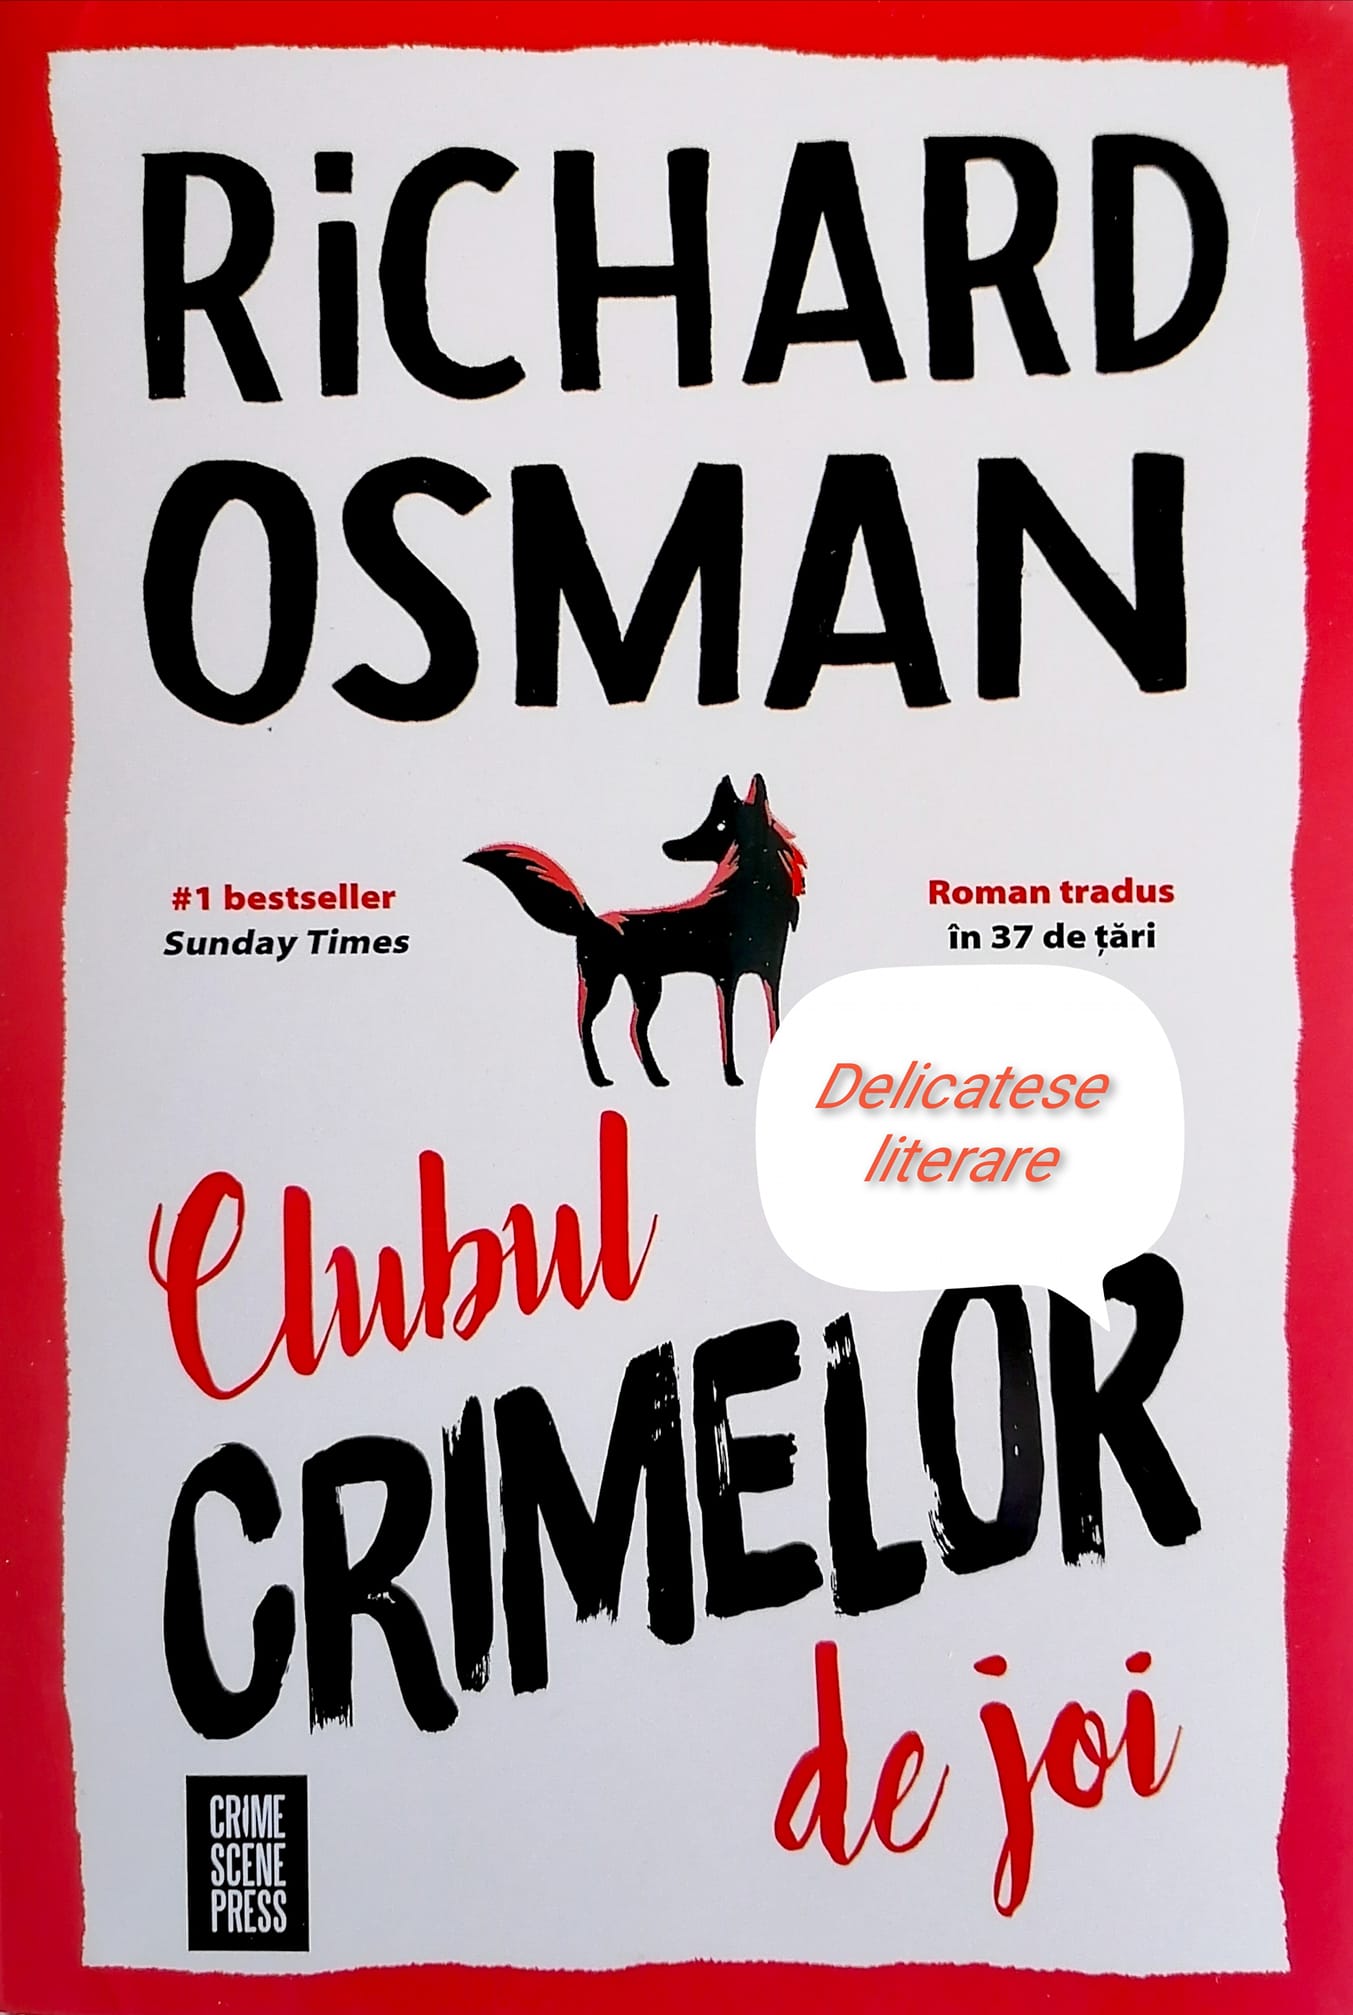 RiCHARD
OSMAN
#1 bestseller
Sunday Times
Roman tradus
în 37 de țări
Delicatese
literare
Clubul
CRIMELOR
de joi
CRIME
SCENE
PRESS